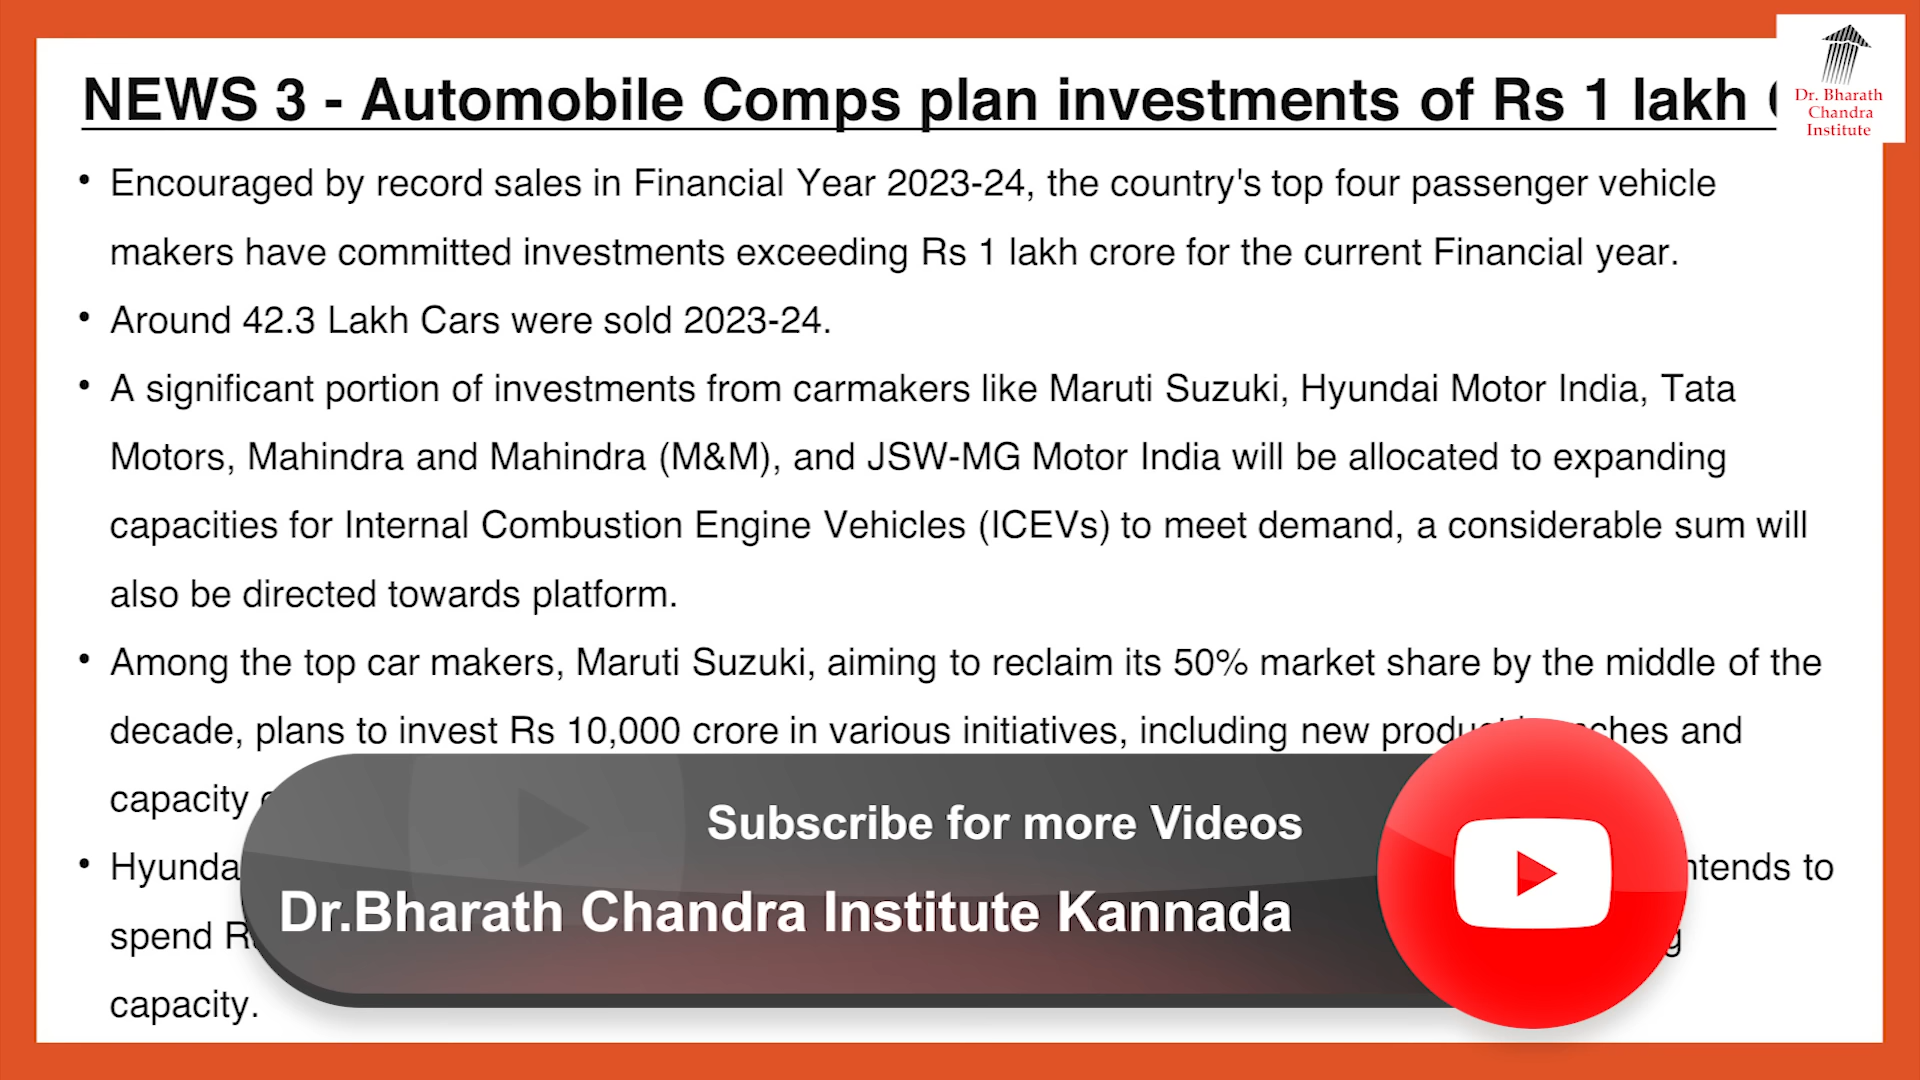 NEWS 3 - Automobile Comps plan investments of Rs 1 lakh
Dr. Bharath
Chandra
Institute
• Encouraged by record sales in Financial Year 2023-24, the country's top four passenger vehicle
makers have committed investments exceeding Rs 1 lakh crore for the current Financial year.
• Around 42.3 Lakh Cars were sold 2023-24.
• A significant portion of investments from carmakers like Maruti Suzuki, Hyundai Motor India, Tata
Motors, Mahindra and Mahindra (M&M), and JSW-MG Motor India will be allocated to expanding
capacities for Internal Combustion Engine Vehicles (ICEVs) to meet demand, a considerable sum will
also be directed towards platform.
• Among the top car makers, Maruti Suzuki, aiming to reclaim its 50% market share by the middle of the
decade, plans to invest Rs 10,000 crore in various initiatives, including new and
capacity
• to
spend
capacity.
Subscribe for more Videos
Dr.Bharath Chandra Institute Kannada